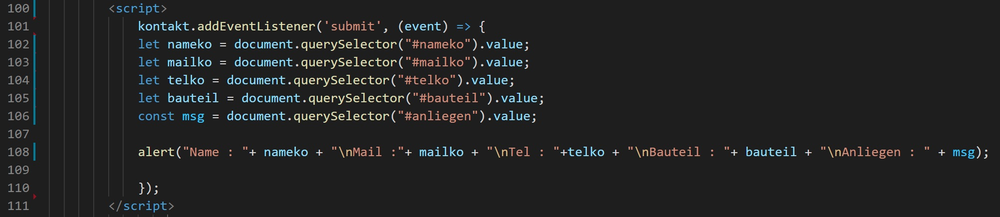 100 <script>
101 kontakt.addEventListener('submit', (event) => {
102 let nameko = document.querySelector("#nameko").value;
103 let mailko = document.querySelector("#mailko").value;
104 let telko = document.querySelector("#telko").value;
105 let bauteil = document.querySelector("#bauteil").value;
106 const msg = document.querySelector("#anliegen").value;
107
108 alert("Name : "+ nameko + "\nMail :"+ mailko + "\nTel : "+telko + "\nBauteil : "+ bauteil + "\nAnliegen : " + msg);
109
110 });
111 </script>